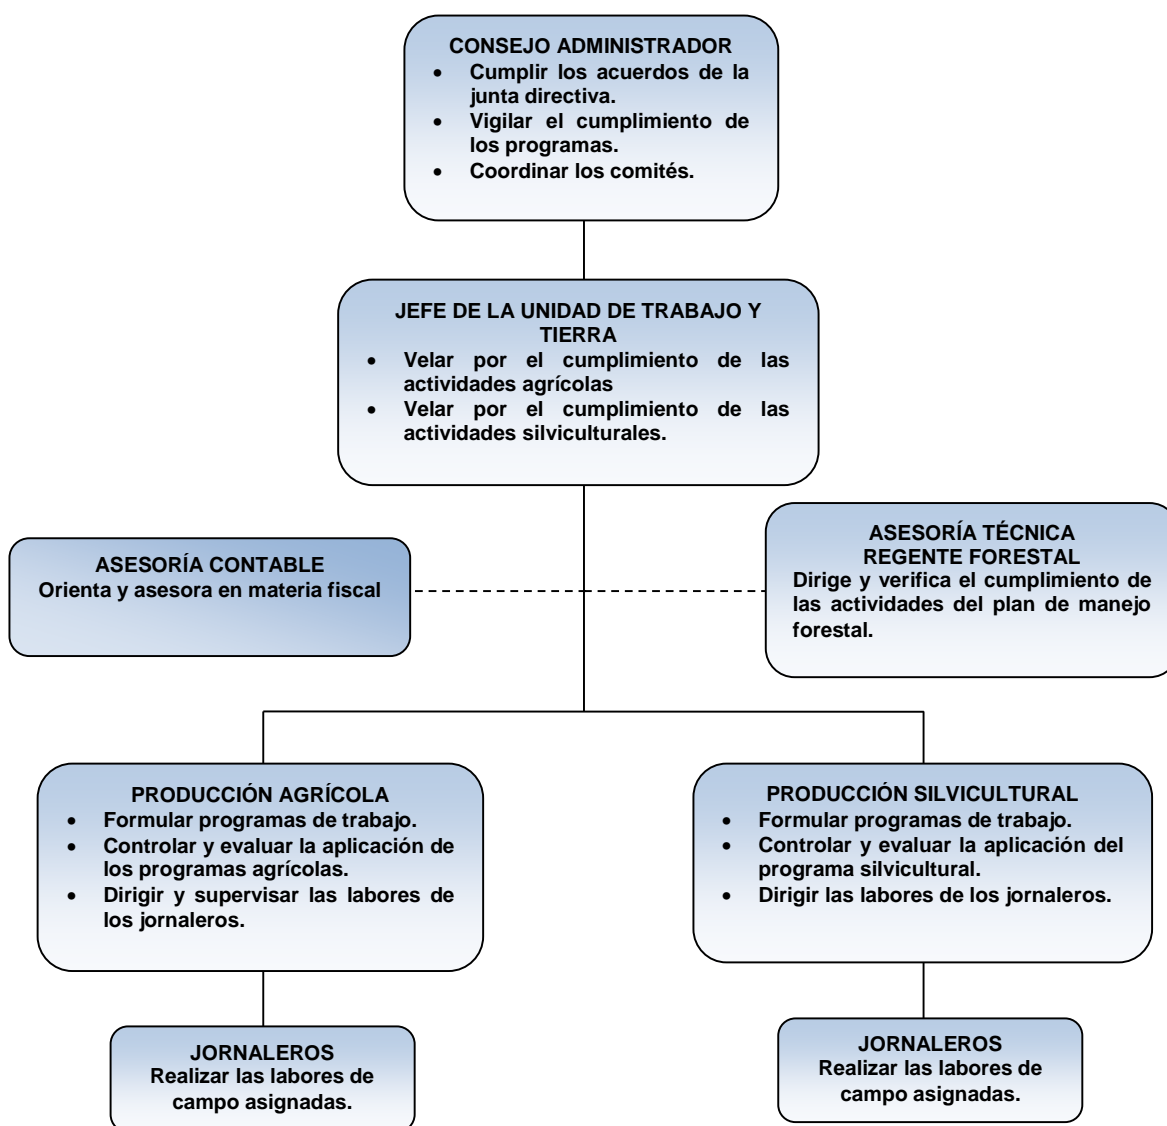 CONSEJO ADMINISTRADOR
• Cumplir los acuerdos de la
junta directiva.
• Vigilar el cumplimiento de
los programas.
• Coordinar los comités.
JEFE DE LA UNIDAD DE TRABAJO Y
TIERRA
• Velar por el cumplimiento de las
actividades agrícolas
• Velar por el cumplimiento de las
actividades silviculturales.
ASESORÍA CONTABLE
Orienta y asesora en materia fiscal
ASESORÍA TÉCNICA
REGENTE FORESTAL
Dirige y verifica el cumplimiento de
las actividades del plan de manejo
forestal.
PRODUCCIÓN AGRÍCOLA
• Formular programas de trabajo.
• Controlar y evaluar la aplicación de
los programas agrícolas.
• Dirigir y supervisar las labores de
los jornaleros.
PRODUCCIÓN SILVICULTURAL
• Formular programas de trabajo.
• Controlar y evaluar la aplicación del
programa silvicultural.
• Dirigir las labores de los jornaleros.
JORNALEROS
Realizar las labores de
campo asignadas.
JORNALEROS
Realizar las labores de
campo asignadas.